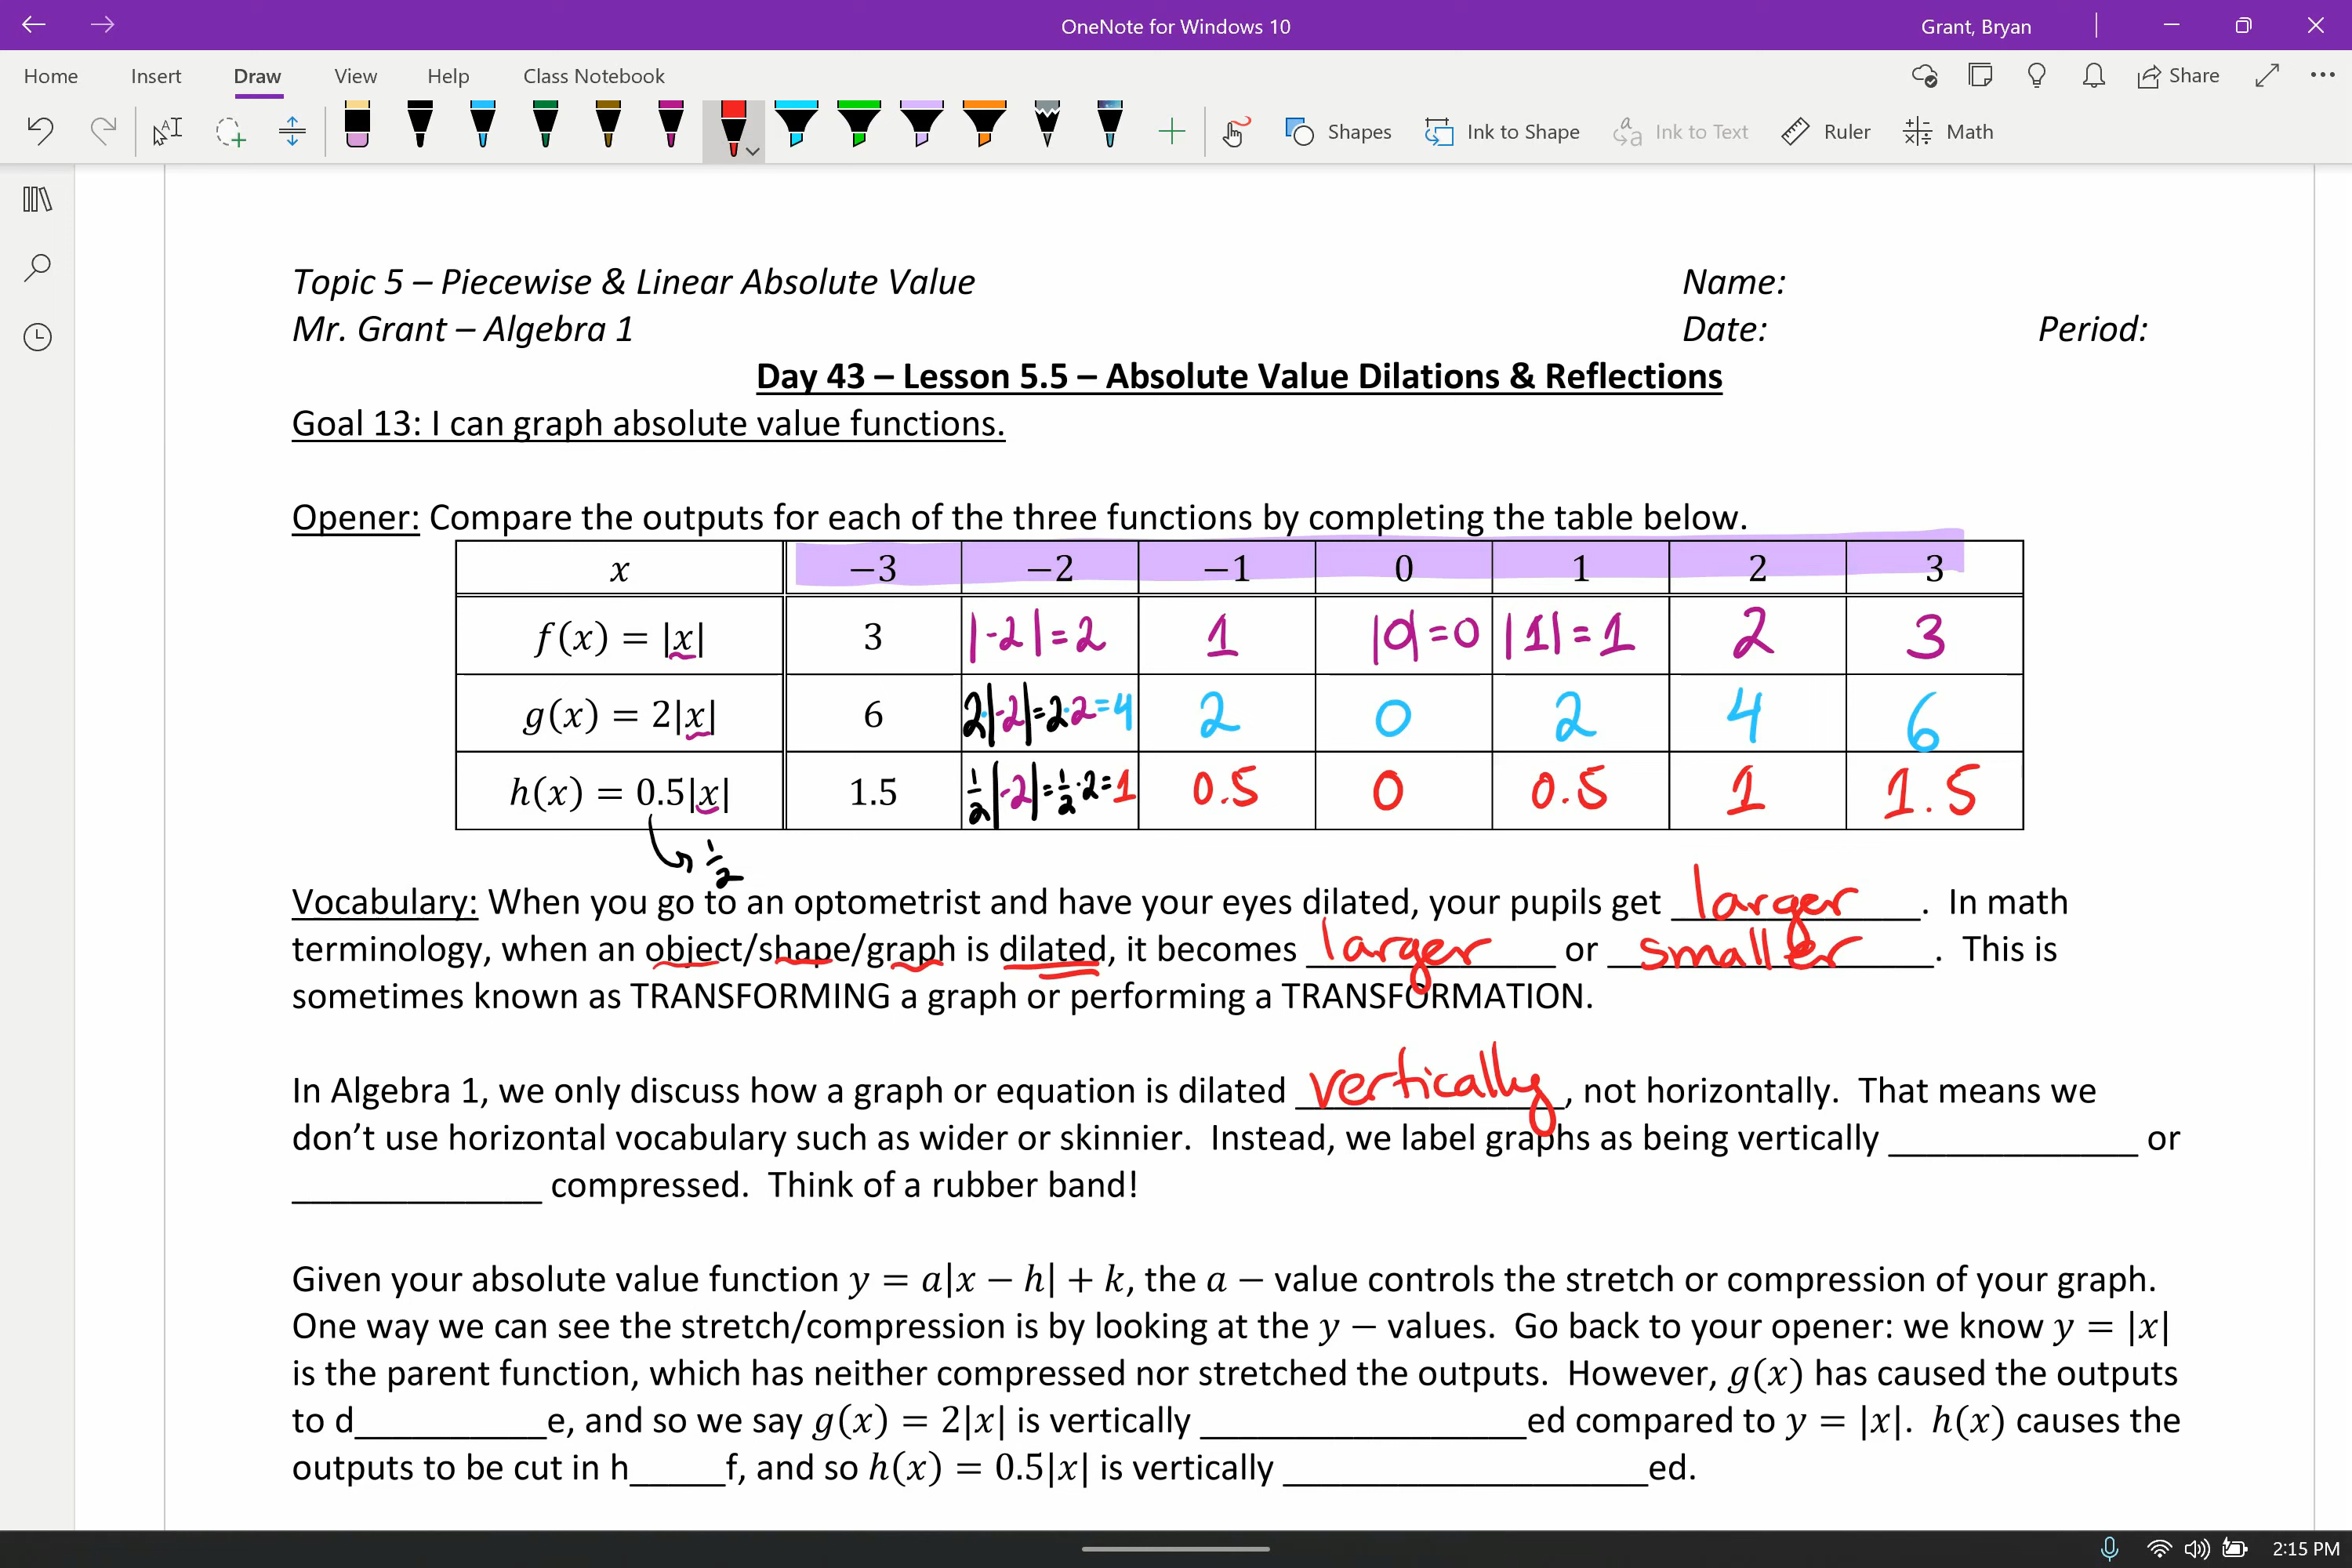 OneNote for Windows 10
Grant, Bryan
Home Insert Draw View Help Class Notebook Share
Shapes Ink to Shape Ink to Text Ruler Math
Topic 5 – Piecewise & Linear Absolute Value Name:
Mr. Grant – Algebra 1 Date: Period:
Day 43 – Lesson 5.5 – Absolute Value Dilations & Reflections
Goal 13: I can graph absolute value functions.
Opener: Compare the outputs for each of the three functions by completing the table below.
x −3 −2 −1 0 1 2 3
f(x) = |x| 3 |-2|=2 1 |0|=0 |1|=1 2 3
g(x) = 2|x| 6 2·|-2|=2·2=4 2 0 2 4 6
h(x) = 0.5|x| 1.5 1/2|-2|=1/2·2=1 0.5 0 0.5 1 1.5
1/2
Vocabulary: When you go to an optometrist and have your eyes dilated, your pupils get larger. In math
terminology, when an object/shape/graph is dilated, it becomes larger or smaller. This is
sometimes known as TRANSFORMING a graph or performing a TRANSFORMATION.
In Algebra 1, we only discuss how a graph or equation is dilated vertically, not horizontally. That means we
don't use horizontal vocabulary such as wider or skinnier. Instead, we label graphs as being vertically _____________ or
_____________ compressed. Think of a rubber band!
Given your absolute value function y = a|x − h| + k, the a − value controls the stretch or compression of your graph.
One way we can see the stretch/compression is by looking at the y − values. Go back to your opener: we know y = |x|
is the parent function, which has neither compressed nor stretched the outputs. However, g(x) has caused the outputs
to d__________e, and so we say g(x) = 2|x| is vertically _________________ed compared to y = |x|. h(x) causes the
outputs to be cut in h_____f, and so h(x) = 0.5|x| is vertically ___________________ed.
2:15 PM